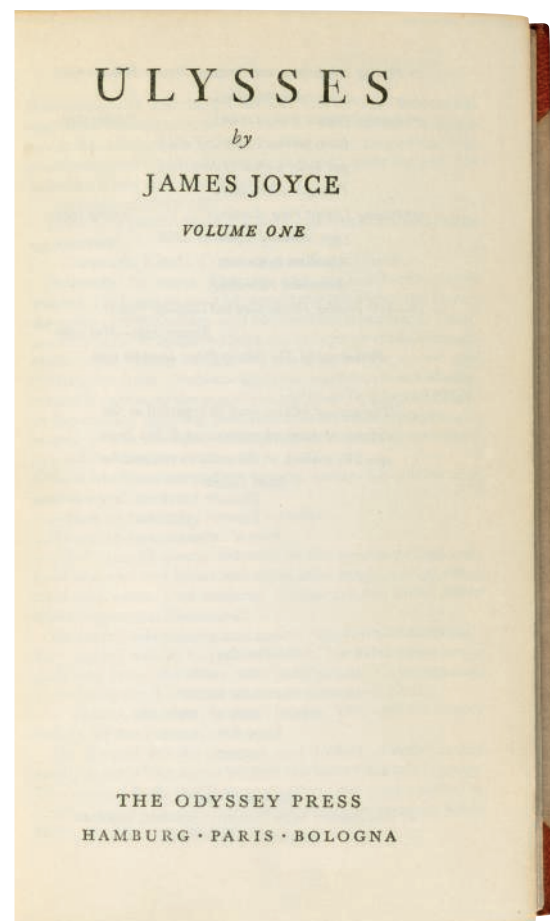 ULYSSES
by
JAMES JOYCE
VOLUME ONE
THE ODYSSEY PRESS
HAMBURG · PARIS · BOLOGNA